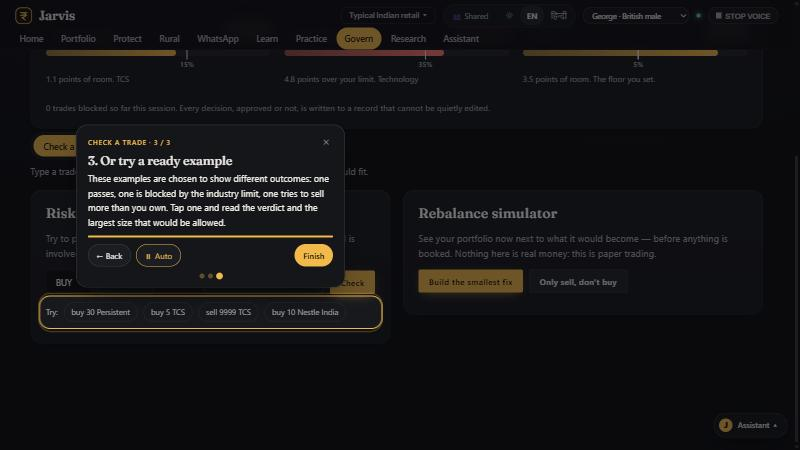 ₹ Jarvis
Typical Indian retail
Shared
EN
हिन्दी
George · British male
STOP VOICE
Home Portfolio Protect Rural WhatsApp Learn Practice Govern Research Assistant
15% 35% 5%
1.1 points of room. TCS
4.8 points over your limit. Technology
3.5 points of room. The floor you set.
0 trades blocked so far this session. Every decision, approved or not, is written to a record that cannot be quietly edited.
Check a
CHECK A TRADE · 3 / 3 ×
3. Or try a ready example
These examples are chosen to show different outcomes: one
passes, one is blocked by the industry limit, one tries to sell
more than you own. Tap one and read the verdict and the
largest size that would be allowed.
← Back
Auto
Finish
Type a trad
ld fit.
Risk
Try to p
l is
involve
BUY
Check
Try: buy 30 Persistent buy 5 TCS sell 9999 TCS buy 10 Nestle India
Rebalance simulator
See your portfolio now next to what it would become — before anything is
booked. Nothing here is real money: this is paper trading.
Build the smallest fix
Only sell, don't buy
J Assistant